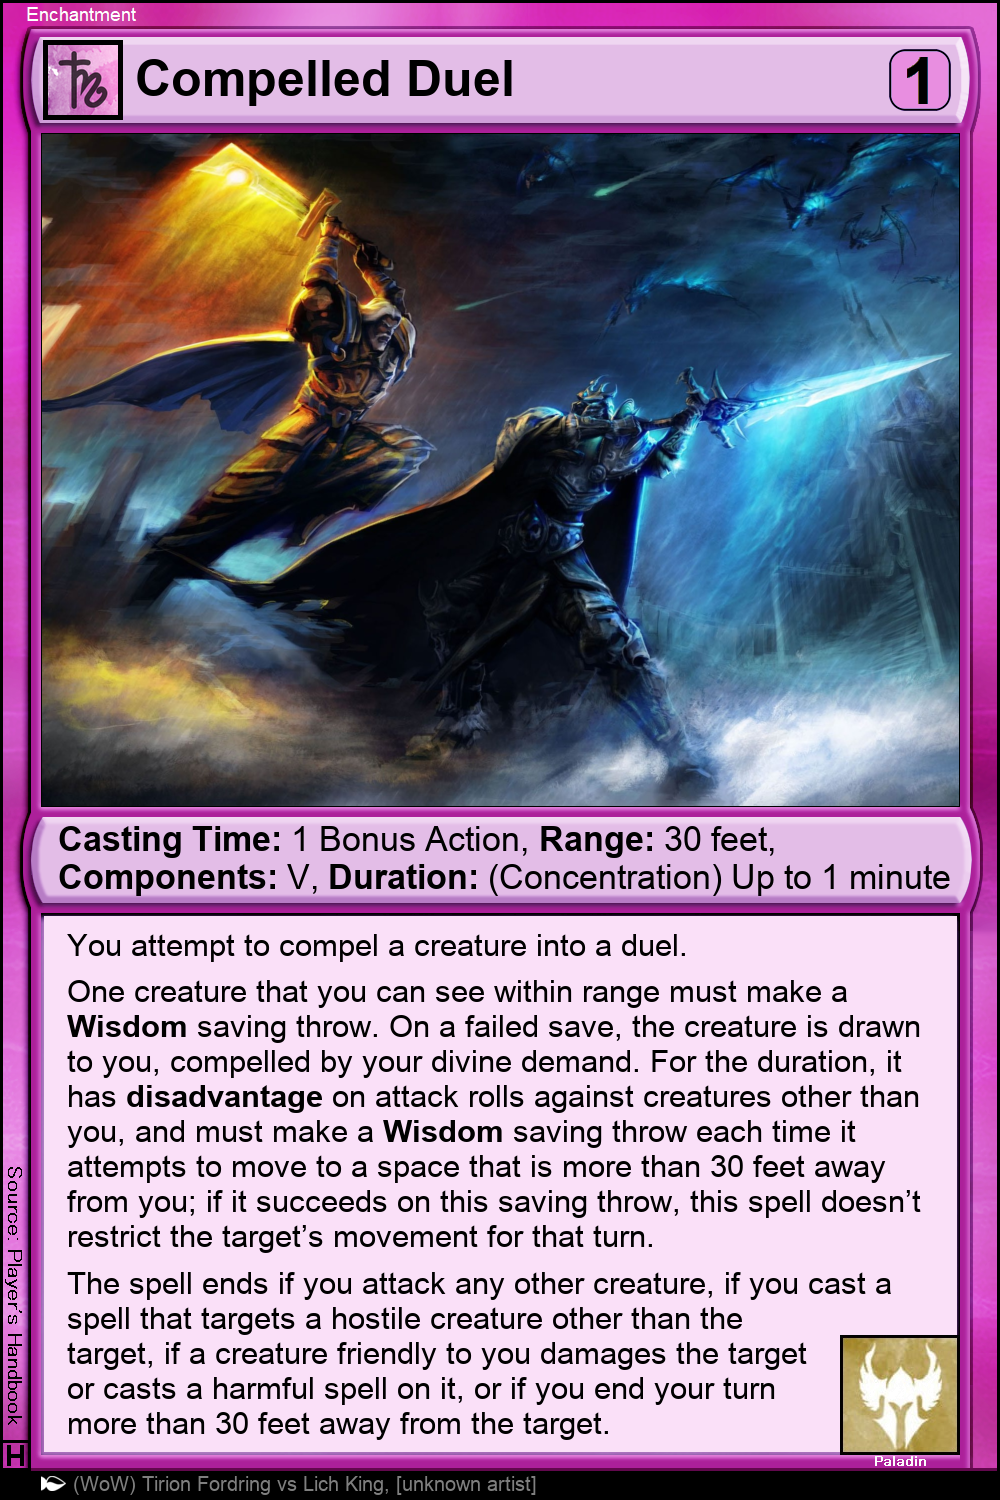 Enchantment
Compelled Duel
1
Casting Time: 1 Bonus Action, Range: 30 feet,
Components: V, Duration: (Concentration) Up to 1 minute
You attempt to compel a creature into a duel.
One creature that you can see within range must make a
Wisdom saving throw. On a failed save, the creature is drawn
to you, compelled by your divine demand. For the duration, it
has disadvantage on attack rolls against creatures other than
you, and must make a Wisdom saving throw each time it
attempts to move to a space that is more than 30 feet away
from you; if it succeeds on this saving throw, this spell doesn’t
restrict the target’s movement for that turn.
The spell ends if you attack any other creature, if you cast a
spell that targets a hostile creature other than the
target, if a creature friendly to you damages the target
or casts a harmful spell on it, or if you end your turn
more than 30 feet away from the target.
Paladin
Source: Player's Handbook
H
(WoW) Tirion Fordring vs Lich King, [unknown artist]